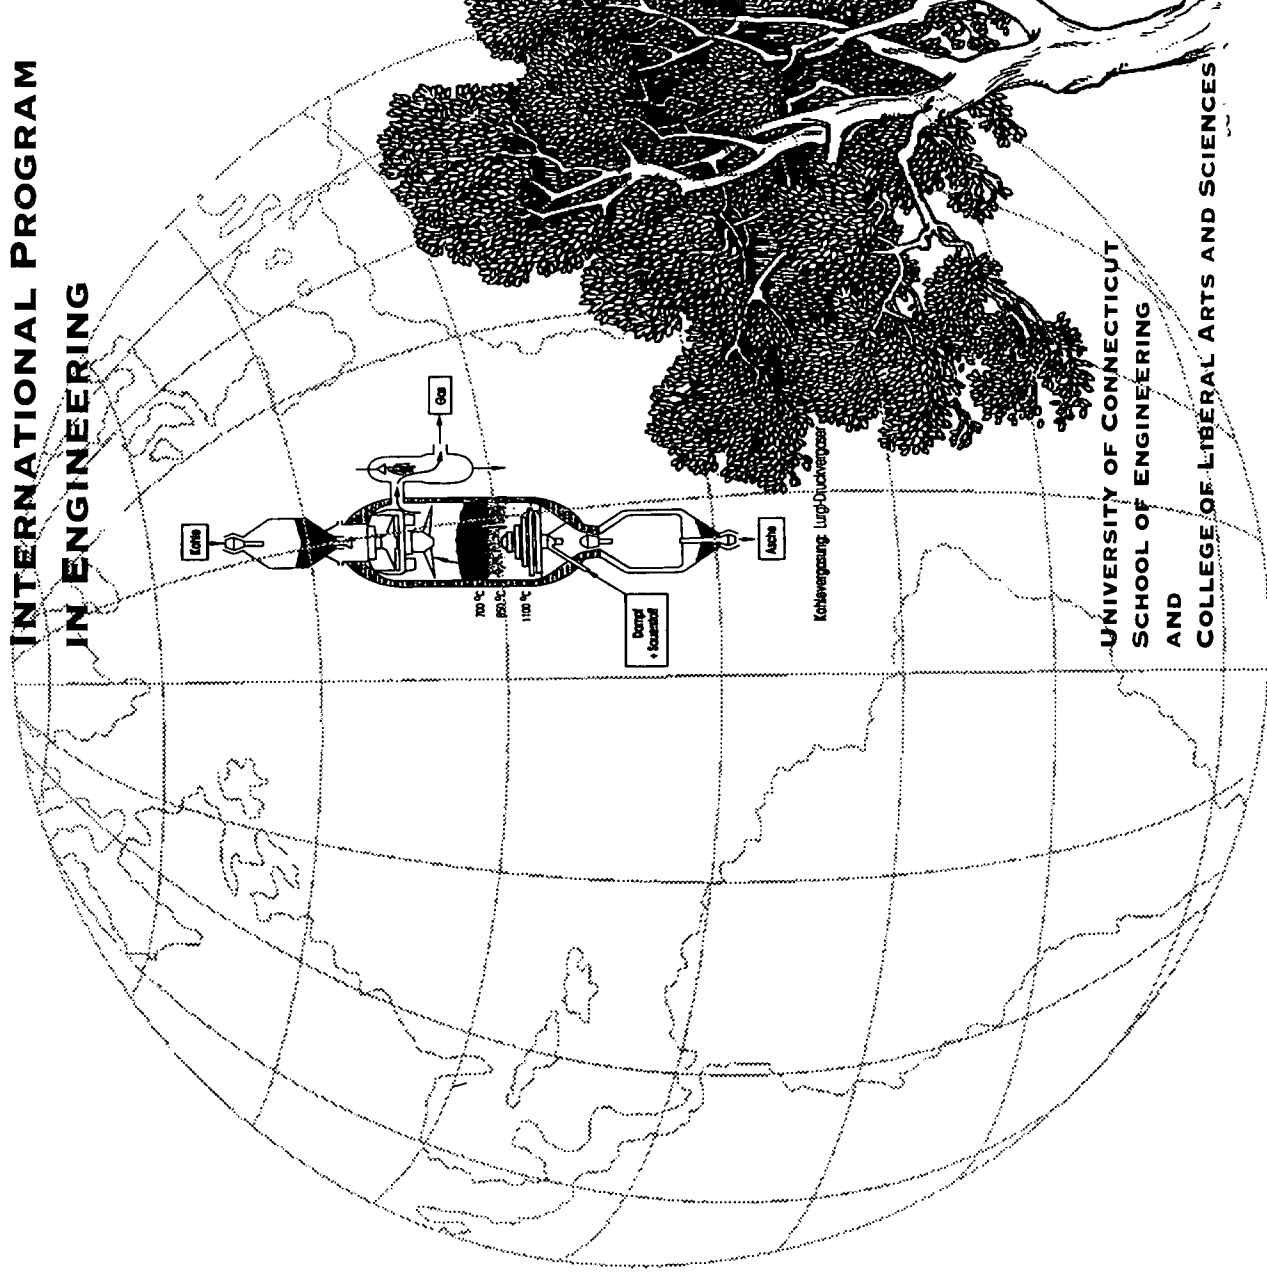 INTERNATIONAL PROGRAM
IN ENGINEERING
Kohle
Gas
700 °C
850 °C
1100 °C
Dampf
+ Sauerstoff
Asche
Kohlevergasung: Lurgi-Druckvergaser
UNIVERSITY OF CONNECTICUT
SCHOOL OF ENGINEERING
AND
COLLEGE OF LIBERAL ARTS AND SCIENCES